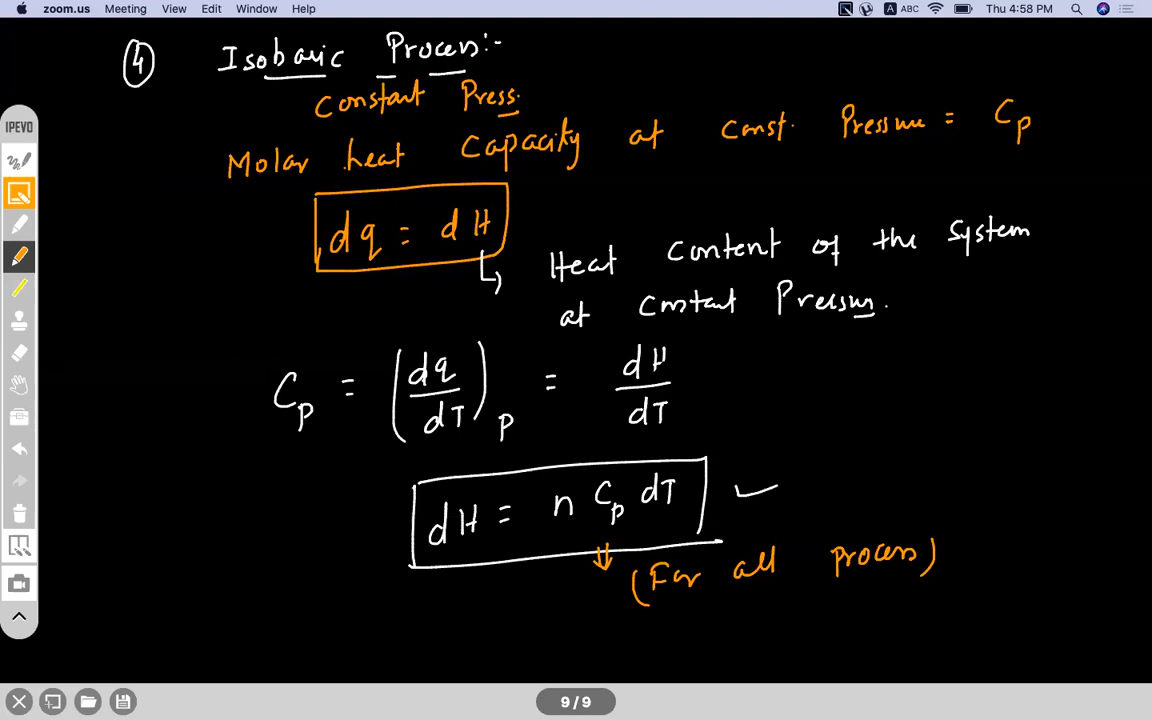 zoom.us Meeting View Edit Window Help A ABC Thu 4:58 PM
④ Isobaric Process:-
Constant Press.
Molar heat Capacity at const. Pressure = Cp
dq = dH
Heat content of the system
at constant Pressure.
Cp = (dq/dT)p = dH/dT
dH = n Cp dT
(For all process)
IPEVO
9 / 9